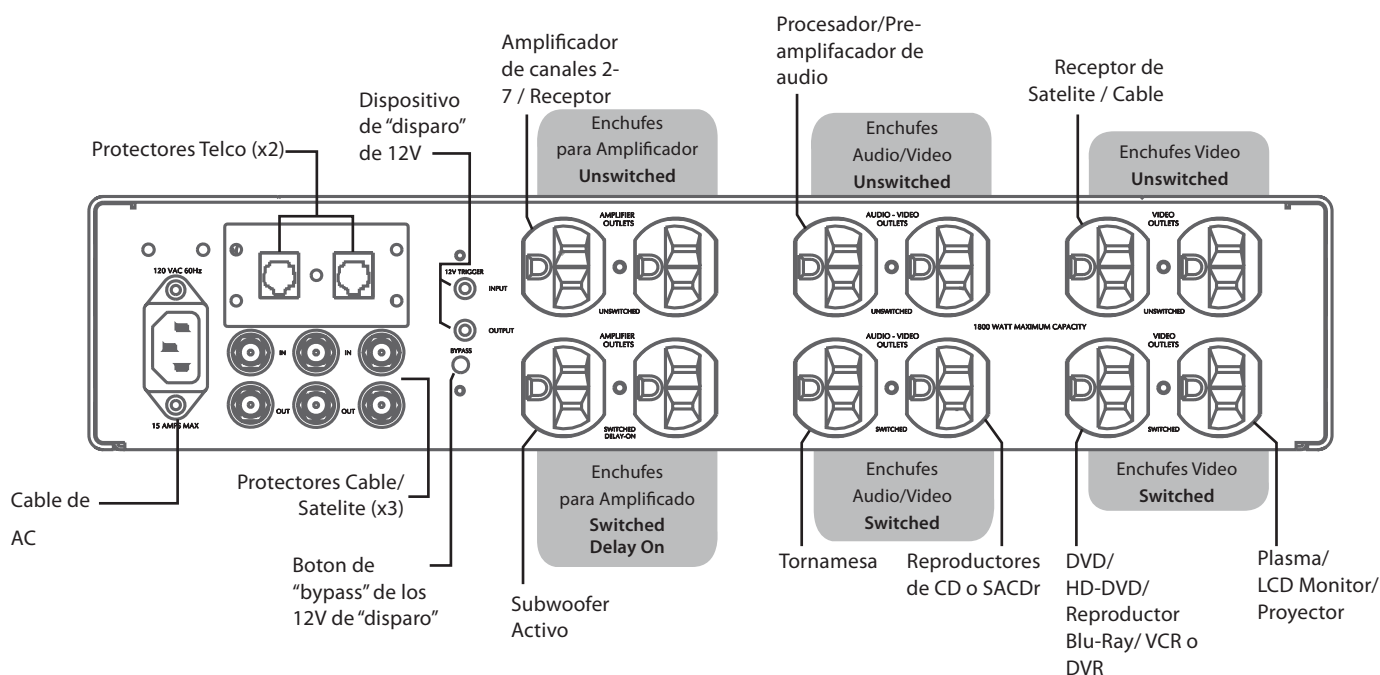 Procesador/Pre-
amplifacador de
audio
Amplificador
de canales 2-
7 / Receptor
Receptor de
Satelite / Cable
Dispositivo
de “disparo”
de 12V
Protectores Telco (x2)
Enchufes
para Amplificador
Unswitched
Enchufes
Audio/Video
Unswitched
Enchufes Video
Unswitched
120 VAC 60Hz
15 AMPS MAX
IN
IN
OUT
OUT
12V TRIGGER
INPUT
OUTPUT
BYPASS
AMPLIFIER
OUTLETS
UNSWITCHED
AMPLIFIER
OUTLETS
SWITCHED
DELAY-ON
AUDIO - VIDEO
OUTLETS
UNSWITCHED
AUDIO - VIDEO
OUTLETS
SWITCHED
1800 WATT MAXIMUM CAPACITY
VIDEO
OUTLETS
UNSWITCHED
VIDEO
OUTLETS
SWITCHED
Cable de
AC
Protectores Cable/
Satelite (x3)
Boton de
“bypass” de los
12V de “disparo”
Enchufes
para Amplificado
Switched
Delay On
Subwoofer
Activo
Enchufes
Audio/Video
Switched
Tornamesa
Reproductores
de CD o SACDr
Enchufes Video
Switched
DVD/
HD-DVD/
Reproductor
Blu-Ray/ VCR o
DVR
Plasma/
LCD Monitor/
Proyector